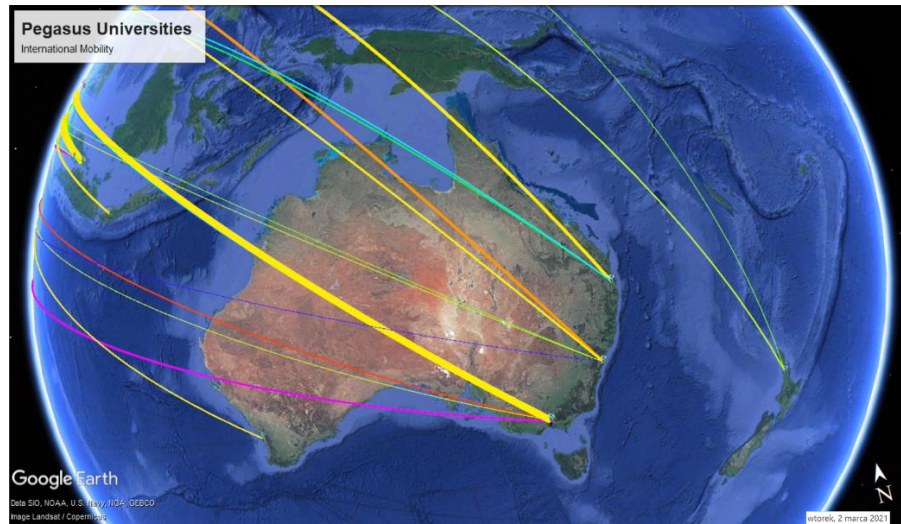 Pegasus Universities
International Mobility
Google Earth
Data SIO, NOAA, U.S. Navy, NGA, GEBCO
Image Landsat / Copernicus
N
wtorek, 2 marca 2021